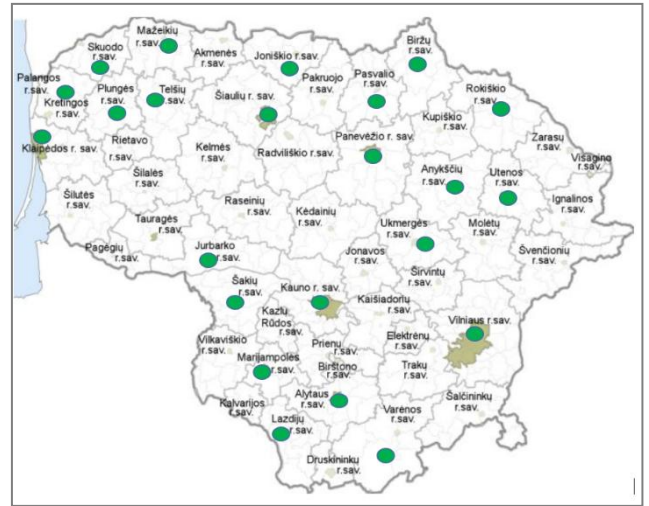 Mažeikių
r.sav.
Skuodo
r.sav.
Akmenės
r.sav.
Joniškio r.sav.
Biržų
r.sav.
Palangos
r.sav.
Kretingos
r.sav.
Plungės
r.sav.
Telšių
r.sav.
Šiaulių r. sav.
Pakruojo
r.sav.
Pasvalio
r.sav.
Rokiškio
r.sav.
Kupiškio
r.sav.
Zarasų
r.sav.
Visagino
r.sav.
Klaipėdos r. sav.
Rietavo
r.sav.
Kelmės
r.sav.
Radviliškio r.sav.
Panevėžio r. sav.
Anykščių
r.sav.
Utenos
r.sav.
Ignalinos
r.sav.
Šilalės
r.sav.
Šilutės
r.sav.
Tauragės
r.sav.
Raseinių
r.sav.
Kėdainių
r.sav.
Ukmergės
r.sav.
Molėtų
r.sav.
Švenčionių
r.sav.
Pagėgių
r.sav.
Jurbarko
r.sav.
Jonavos
r.sav.
Širvintų
r.sav.
Šakių
r.sav.
Kauno r. sav.
Kaišiadorių
r.sav.
Kazlų
Rūdos
r.sav.
Vilniaus r.sav.
Vilkaviškio
r.sav.
Prienų
r.sav.
Elektrėnų
r.sav.
Marijampolės
r.sav.
Birštono
r.sav.
Trakų
r.sav.
Kalvarijos
r.sav.
Alytaus
r.sav.
Varėnos
r.sav.
Šalčininkų
r.sav.
Lazdijų
r.sav.
Druskininkų
r.sav.